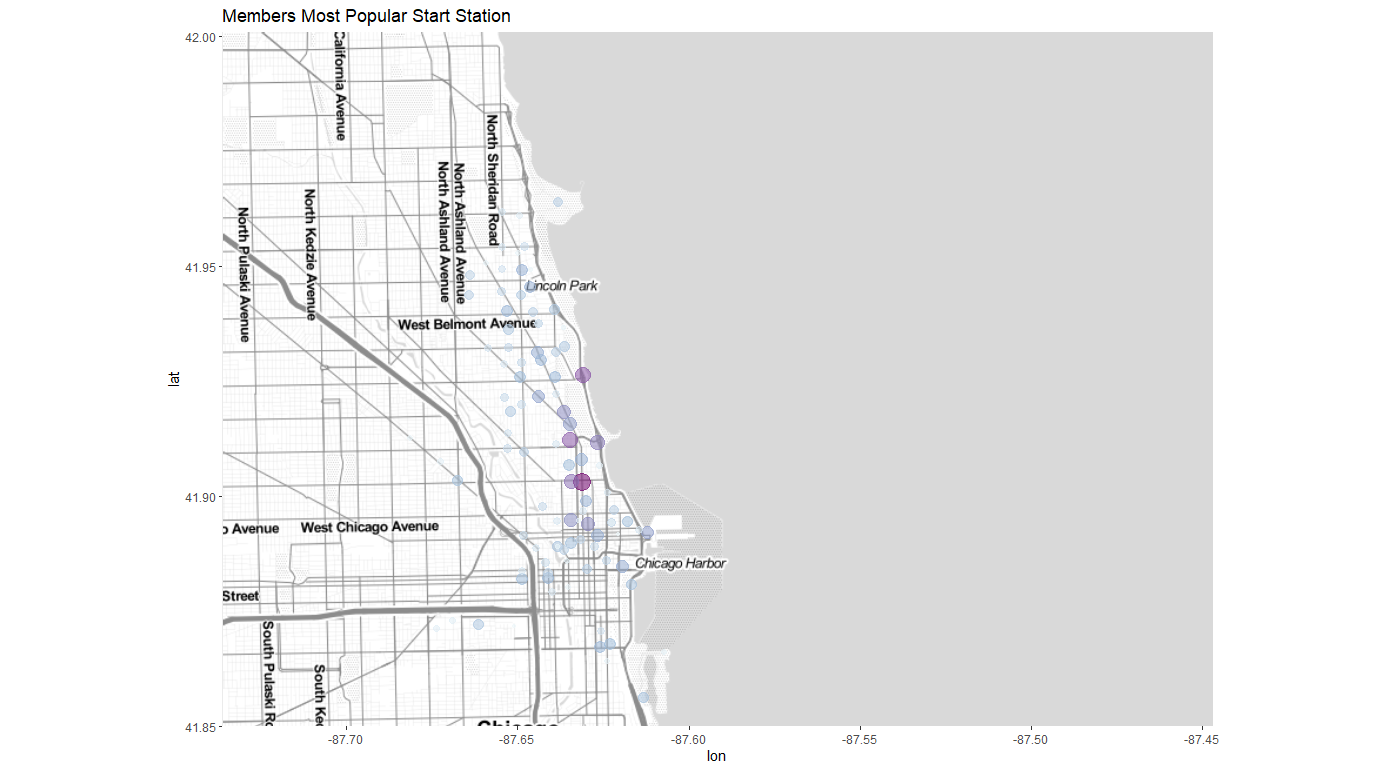 Members Most Popular Start Station
42.00
41.95
41.90
41.85
lat
California Avenue
North Sheridan Road
North Ashland Avenue
North Ashland Avenue
North Kedzie Avenue
North Pulaski Avenue
Lincoln Park
West Belmont Avenue
o Avenue
West Chicago Avenue
Chicago Harbor
Street
South Pulaski Ro
South Ked
Chicago
-87.70
-87.65
-87.60
-87.55
-87.50
-87.45
lon